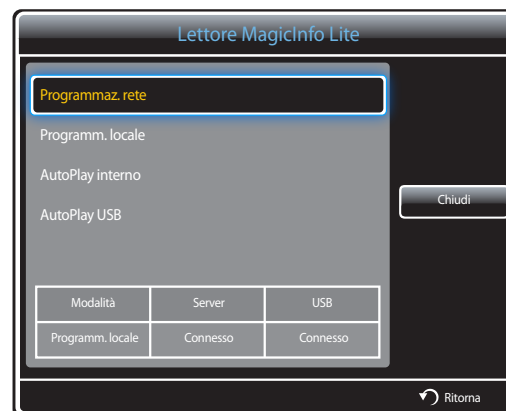 Lettore MagicInfo Lite
Programmaz. rete
Programm. locale
AutoPlay interno
AutoPlay USB
Chiudi
Modalità Server USB
Programm. locale Connesso Connesso
Ritorna